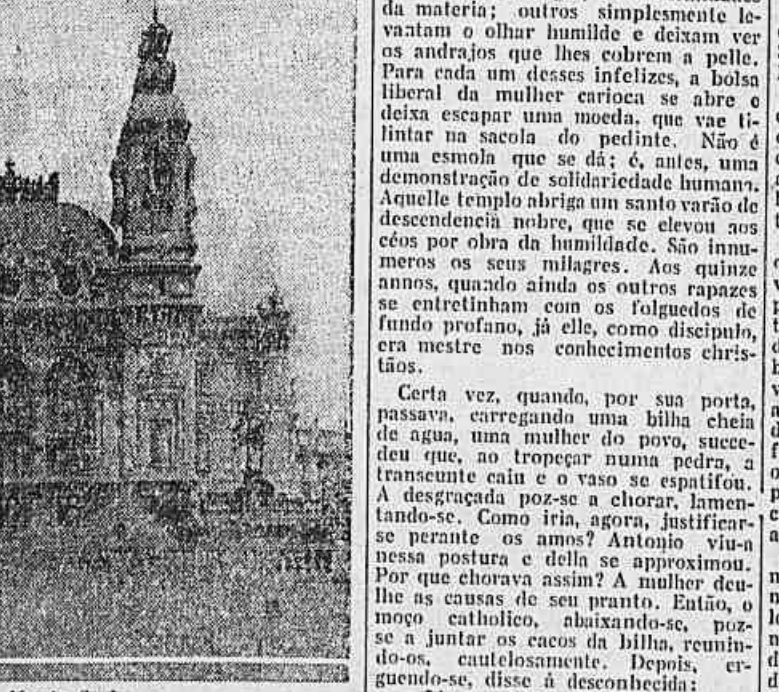 da materia; outros simplesmente le-
vantam o olhar humilde e deixam ver
os andrajos que lhes cobrem a pelle.
Para cada um desses infelizes, a bolsa
liberal da mulher carioca se abre e
deixa escapar uma moeda, que vae ti-
lintar na sacola do pedinte. Não é
uma esmola que se dá; é, antes, uma
demonstração de solidariedade humana.
Aquelle templo abriga um santo varão de
descendencia nobre, que se elevou aos
céos por obra da humildade. São innu-
meros os seus milagres. Aos quinze
annos, quando ainda os outros rapazes
se entretinham com os folguedos de
fundo profano, já elle, como discipulo,
era mestre nos conhecimentos chris-
tãos.
Certa vez, quando, por sua porta,
passava, carregando uma bilha cheia
de agua, uma mulher do povo, succe-
deu que, ao tropeçar numa pedra, a
transeunte caiu e o vaso se espatifou.
A desgraçada poz-se a chorar, lamen-
tando-se. Como iria, agora, justificar-
se perante os amos? Antonio viu-a
nessa postura e della se approximou.
Por que chorava assim? A mulher deu-
lhe as causas de seu pranto. Então, o
moço catholico, abaixando-se, poz-
se a juntar os cacos da bilha, reunin-
do-os, cautelosamente. Depois, er-
guendo-se, disse á desconhecida: